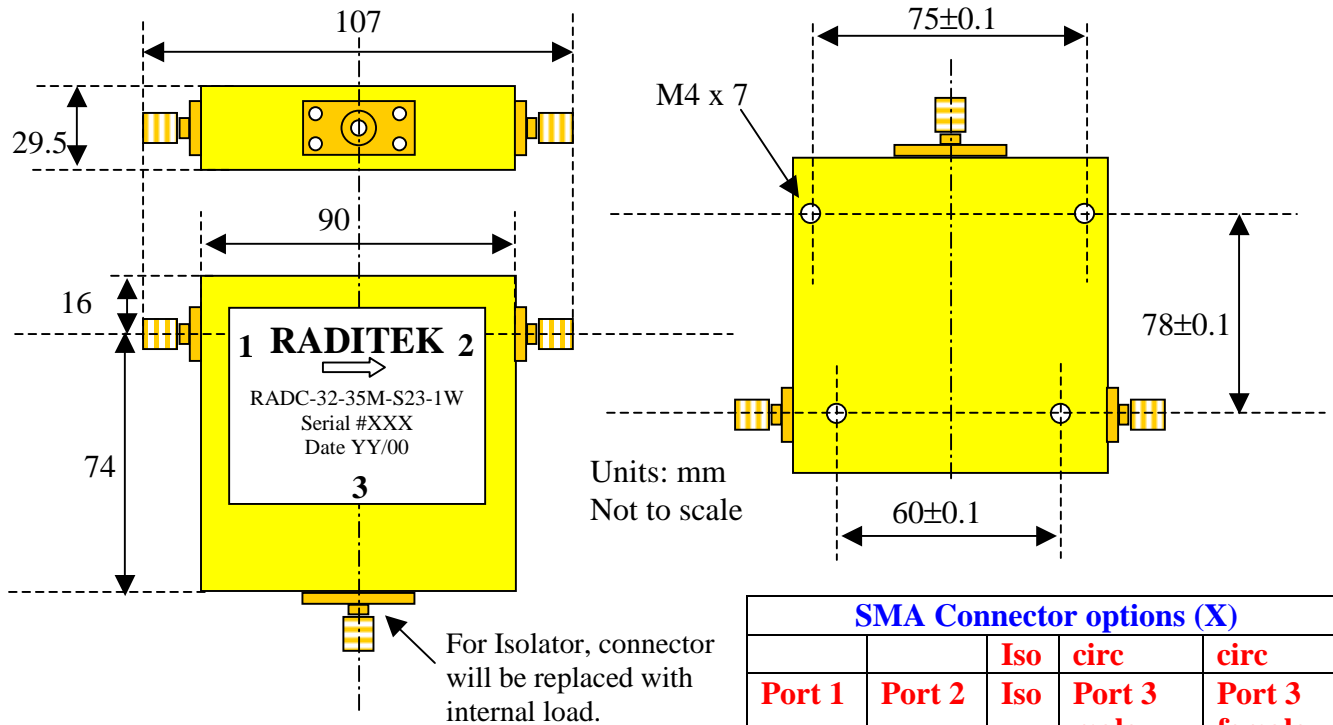 107
75±0.1
M4 x 7
29.5
90
16
78±0.1
1 RADITEK 2
RADC-32-35M-S23-1W
Serial #XXX
Date YY/00
74
3
Units: mm
Not to scale
60±0.1
For Isolator, connector
will be replaced with
internal load.
SMA Connector options (X)
Iso circ circ
Port 1 Port 2 Iso Port 3 Port 3